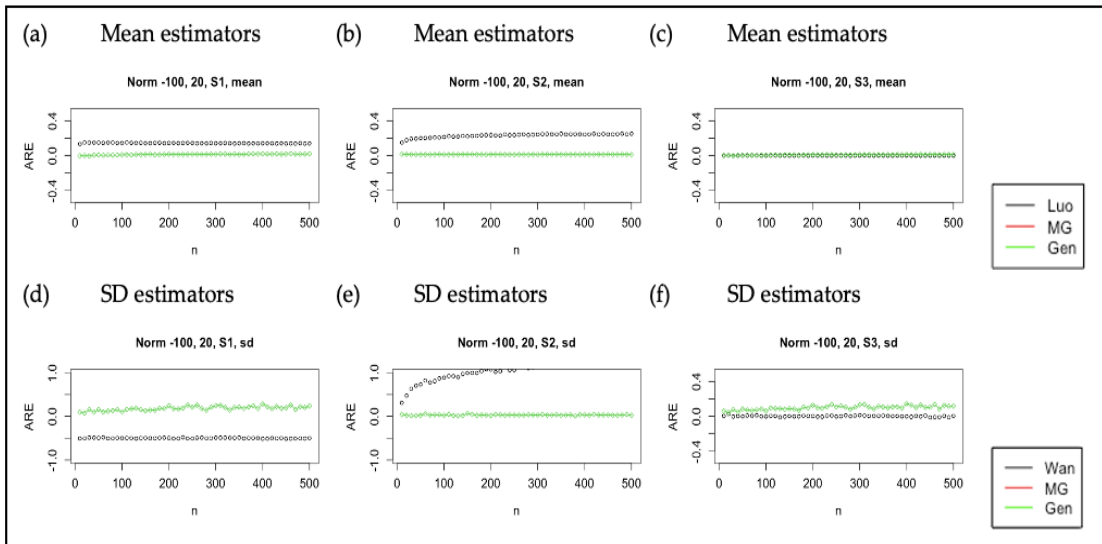 (a) Mean estimators
(b) Mean estimators
(c) Mean estimators
Norm -100, 20, S1, mean
Norm -100, 20, S2, mean
Norm -100, 20, S3, mean
ARE
0.4
0.0
-0.4
0 100 200 300 400 500
n
ARE
0.4
0.0
-0.4
0 100 200 300 400 500
n
ARE
0.4
0.0
-0.4
0 100 200 300 400 500
n
Luo
MG
Gen
(d) SD estimators
(e) SD estimators
(f) SD estimators
Norm -100, 20, S1, sd
Norm -100, 20, S2, sd
Norm -100, 20, S3, sd
ARE
1.0
0.0
-1.0
0 100 200 300 400 500
n
ARE
1.0
0.0
-1.0
0 100 200 300 400 500
n
ARE
0.4
0.0
-0.4
0 100 200 300 400 500
n
Wan
MG
Gen